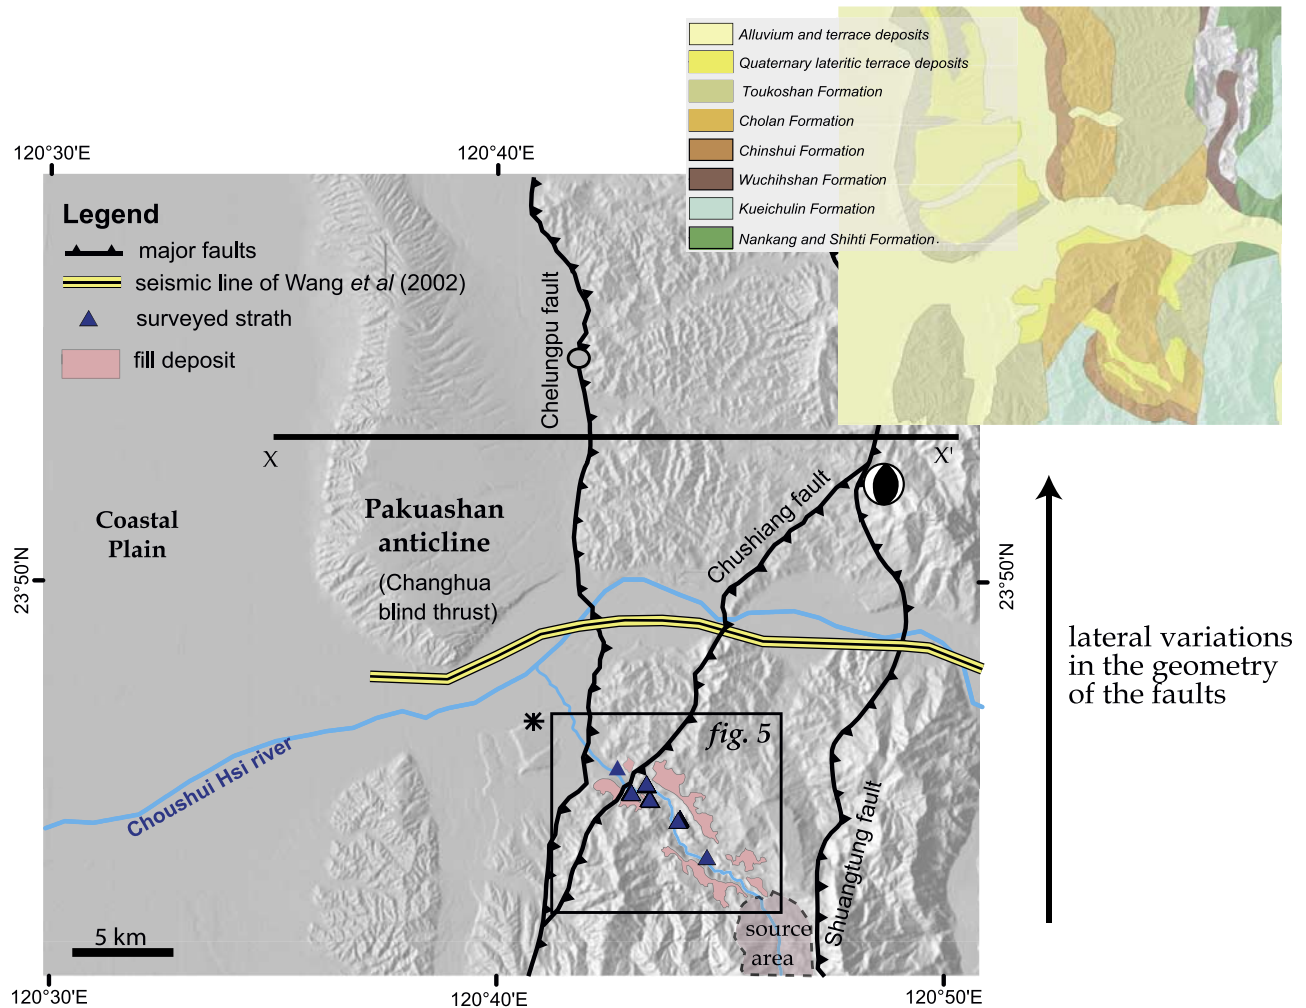 Alluvium and terrace deposits
Quaternary lateritic terrace deposits
Toukoshan Formation
Cholan Formation
Chinshui Formation
Wuchihshan Formation
Kueichulin Formation
Nankang and Shihti Formation.
120°30'E
120°40'E
Legend
major faults
seismic line of Wang et al (2002)
surveyed strath
fill deposit
Chelungpu fault
X
X'
Coastal
Plain
Pakuashan
anticline
(Changhua
blind thrust)
Chushiang fault
23°50'N
23°50'N
lateral variations
in the geometry
of the faults
*
fig. 5
Choushui Hsi river
Shuangtung fault
source
area
5 km
120°30'E
120°40'E
120°50'E